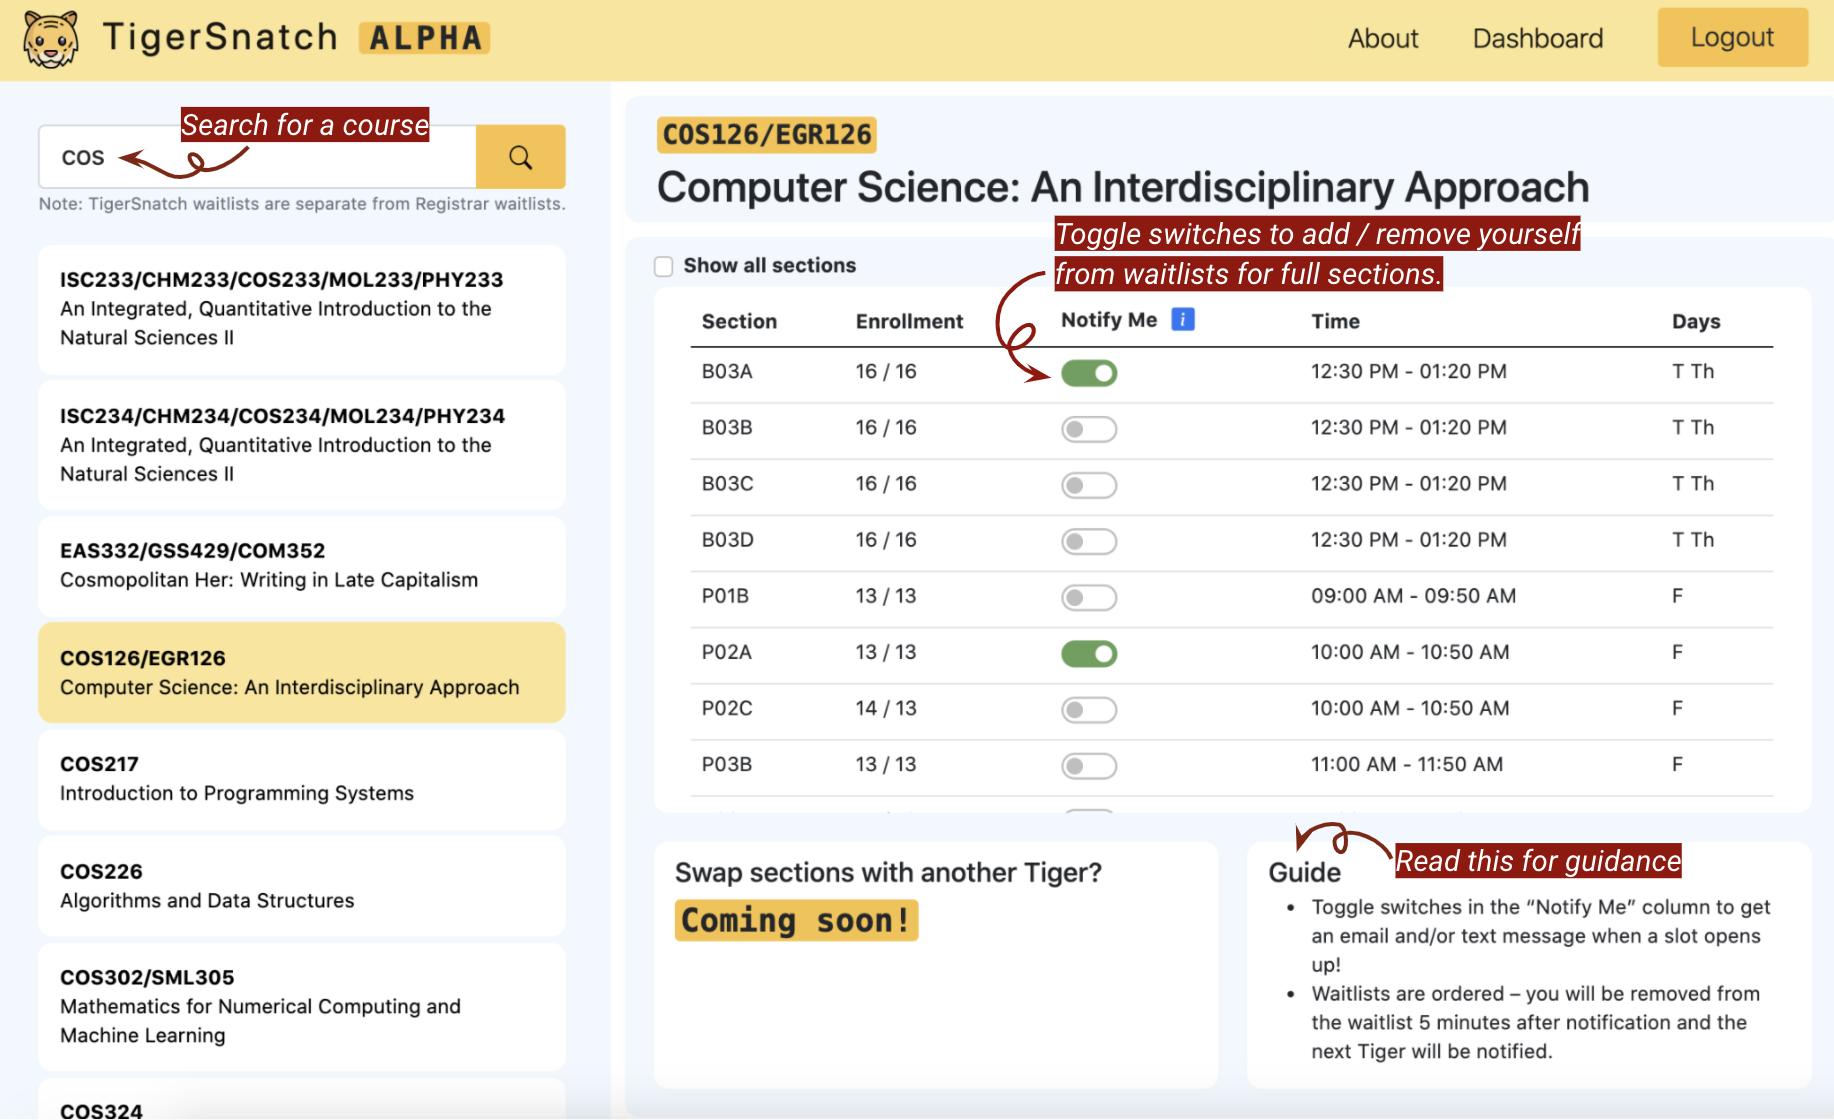 TigerSnatch ALPHA
About Dashboard Logout
Search for a course
COS
Note: TigerSnatch waitlists are separate from Registrar waitlists.
ISC233/CHM233/COS233/MOL233/PHY233
An Integrated, Quantitative Introduction to the
Natural Sciences II
ISC234/CHM234/COS234/MOL234/PHY234
An Integrated, Quantitative Introduction to the
Natural Sciences II
EAS332/GSS429/COM352
Cosmopolitan Her: Writing in Late Capitalism
COS126/EGR126
Computer Science: An Interdisciplinary Approach
COS217
Introduction to Programming Systems
COS226
Algorithms and Data Structures
COS302/SML305
Mathematics for Numerical Computing and
Machine Learning
COS324
COS126/EGR126
Computer Science: An Interdisciplinary Approach
Toggle switches to add / remove yourself
from waitlists for full sections.
Show all sections
Section Enrollment Notify Me i Time Days
B03A 16 / 16 12:30 PM - 01:20 PM T Th
B03B 16 / 16 12:30 PM - 01:20 PM T Th
B03C 16 / 16 12:30 PM - 01:20 PM T Th
B03D 16 / 16 12:30 PM - 01:20 PM T Th
P01B 13 / 13 09:00 AM - 09:50 AM F
P02A 13 / 13 10:00 AM - 10:50 AM F
P02C 14 / 13 10:00 AM - 10:50 AM F
P03B 13 / 13 11:00 AM - 11:50 AM F
Swap sections with another Tiger?
Coming soon!
Read this for guidance
Guide
• Toggle switches in the “Notify Me” column to get
an email and/or text message when a slot opens
up!
• Waitlists are ordered – you will be removed from
the waitlist 5 minutes after notification and the
next Tiger will be notified.